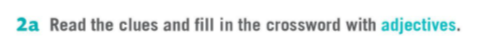 2a Read the clues and fill in the crossword with adjectives.